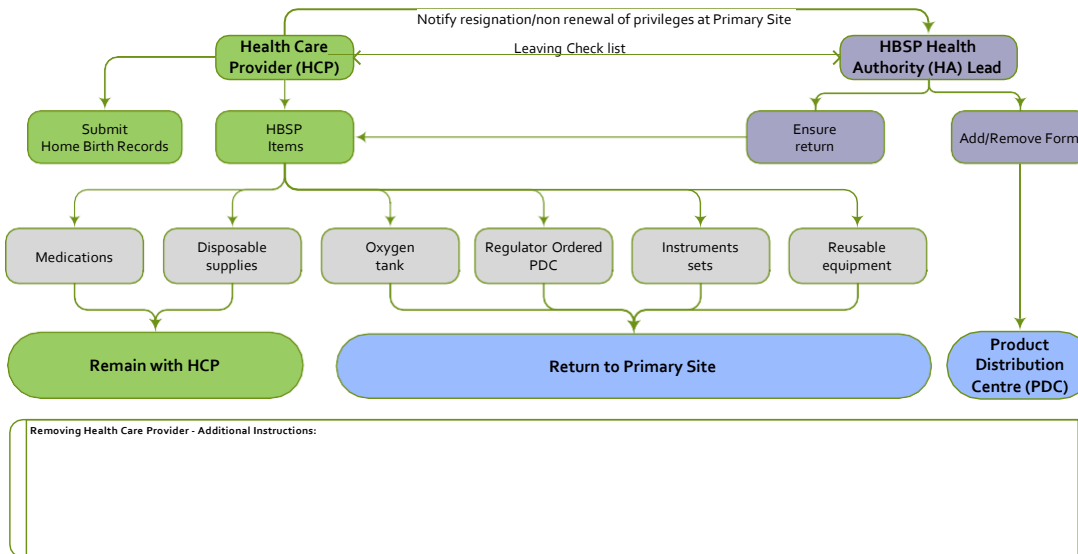 Notify resignation/non renewal of privileges at Primary Site
Health Care
Provider (HCP)
Leaving Check list
HBSP Health
Authority (HA) Lead
Submit
Home Birth Records
HBSP
Items
Ensure
return
Add/Remove Form
Medications
Disposable
supplies
Oxygen
tank
Regulator Ordered
PDC
Instruments
sets
Reusable
equipment
Remain with HCP
Return to Primary Site
Product
Distribution
Centre (PDC)
Removing Health Care Provider - Additional Instructions: